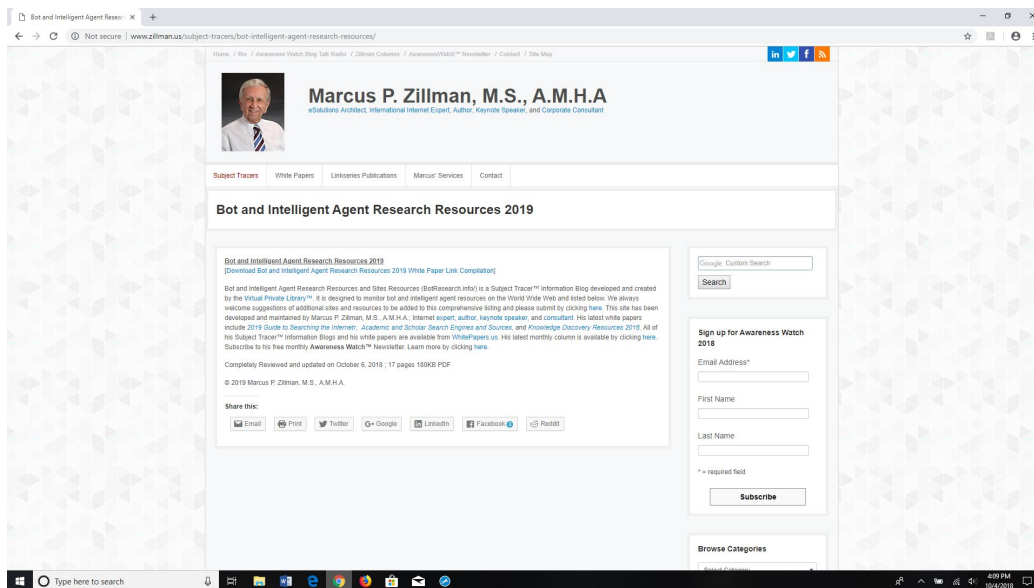 Bot and Intelligent Agent Resear
Not secure | www.zillman.us/subject-tracers/bot-intelligent-agent-research-resources/
Home / Bio / Awareness Watch Blog Talk Radio / Zillman Columns / AwarenessWatch™ Newsletter / Contact / Site Map
Marcus P. Zillman, M.S., A.M.H.A
eSolutions Architect, International Internet Expert, Author, Keynote Speaker, and Corporate Consultant
Subject Tracers White Papers Linkseries Publications Marcus' Services Contact
Bot and Intelligent Agent Research Resources 2019
Bot and Intelligent Agent Research Resources 2019
[Download Bot and Intelligent Agent Research Resources 2019 White Paper Link Compilation]
Bot and Intelligent Agent Research Resources and Sites Resources (BotResearch.info/) is a Subject Tracer™ Information Blog developed and created
by the Virtual Private Library™. It is designed to monitor bot and intelligent agent resources on the World Wide Web and listed below. We always
welcome suggestions of additional sites and resources to be added to this comprehensive listing and please submit by clicking here. This site has been
developed and maintained by Marcus P. Zillman, M.S., A.M.H.A.; Internet expert, author, keynote speaker, and consultant. His latest white papers
include 2019 Guide to Searching the Internet, Academic and Scholar Search Engines and Sources, and Knowledge Discovery Resources 2018. All of
his Subject Tracer™ Information Blogs and his white papers are available from WhitePapers.us. His latest monthly column is available by clicking here.
Subscribe to his free monthly Awareness Watch™ Newsletter. Learn more by clicking here.
Completely Reviewed and updated on October 6, 2018 ; 17 pages 180KB PDF
© 2019 Marcus P. Zillman, M.S., A.M.H.A.
Share this:
Email Print Twitter G+ Google LinkedIn Facebook Reddit
Google Custom Search
Search
Sign up for Awareness Watch
2018
Email Address*
First Name
Last Name
* = required field
Subscribe
Browse Categories
Select Category
Type here to search
4:09 PM
10/4/2018